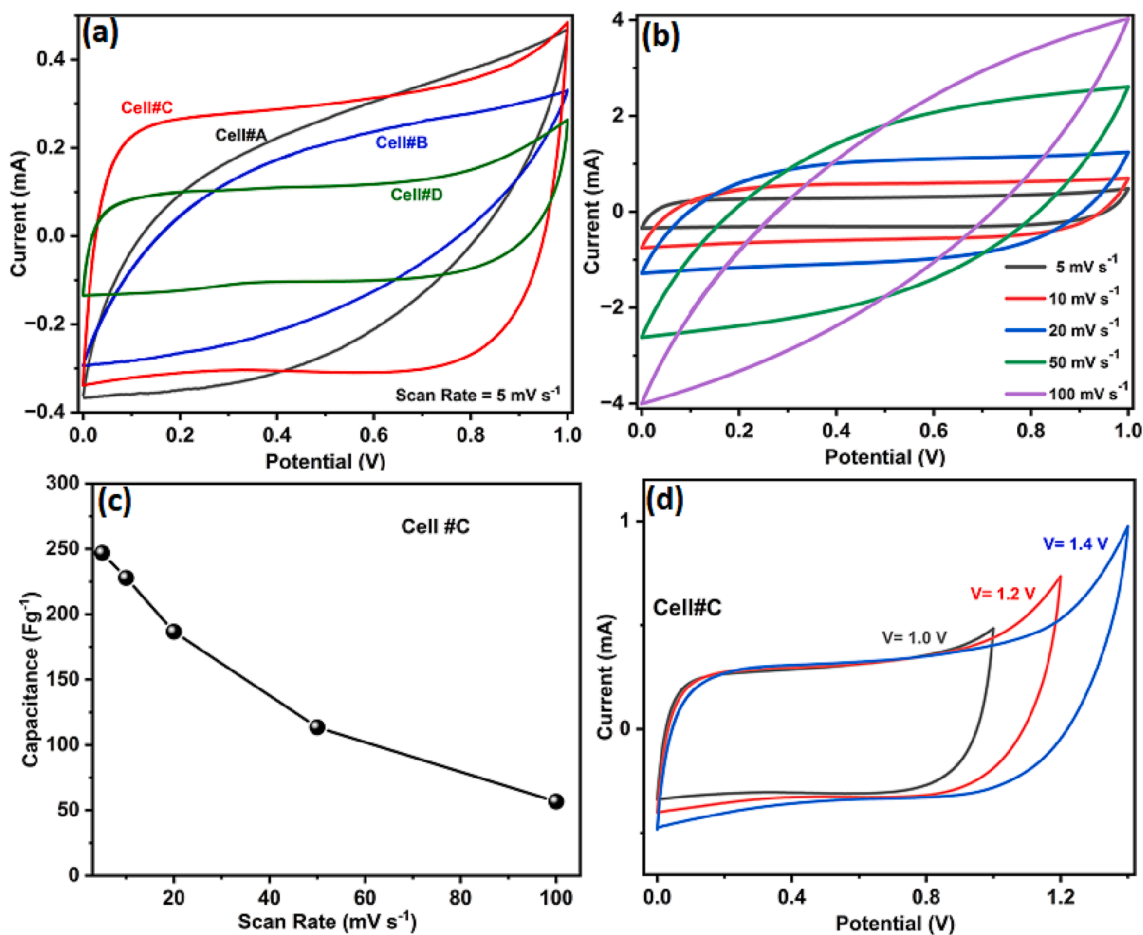 (a)
0.4
0.2
0.0
−0.2
−0.4
Current (mA)
Cell#C
Cell#A
Cell#B
Cell#D
Scan Rate = 5 mV s-1
0.0 0.2 0.4 0.6 0.8 1.0
Potential (V)
(b)
4
2
0
−2
−4
Current (mA)
5 mV s-1
10 mV s-1
20 mV s-1
50 mV s-1
100 mV s-1
0.0 0.2 0.4 0.6 0.8 1.0
Potential (V)
(c)
300
250
200
150
100
50
0
Capacitance (Fg-1)
Cell #C
20 40 60 80 100
Scan Rate (mV s-1)
(d)
1
0
Current (mA)
V= 1.4 V
V= 1.2 V
Cell#C
V= 1.0 V
0.0 0.4 0.8 1.2
Potential (V)